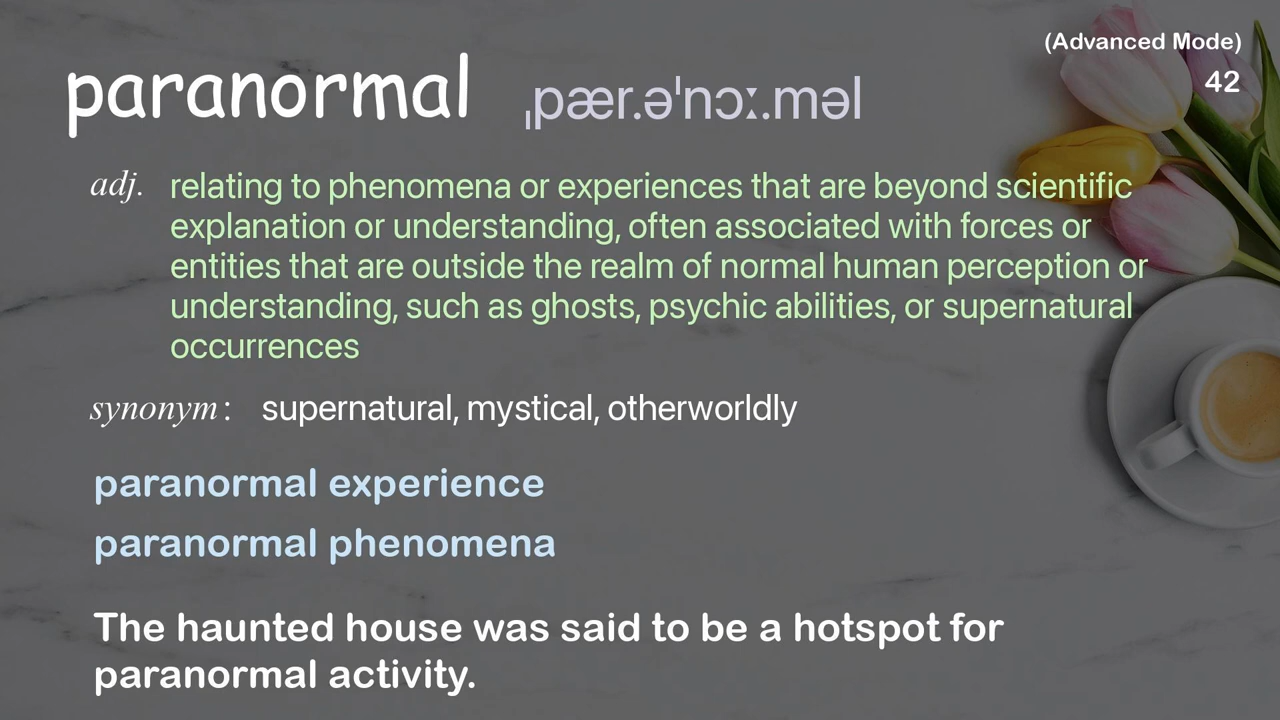 (Advanced Mode)
42
paranormal ˌpær.əˈnɔː.məl
adj. relating to phenomena or experiences that are beyond scientific
explanation or understanding, often associated with forces or
entities that are outside the realm of normal human perception or
understanding, such as ghosts, psychic abilities, or supernatural
occurrences
synonym: supernatural, mystical, otherworldly
paranormal experience
paranormal phenomena
The haunted house was said to be a hotspot for
paranormal activity.